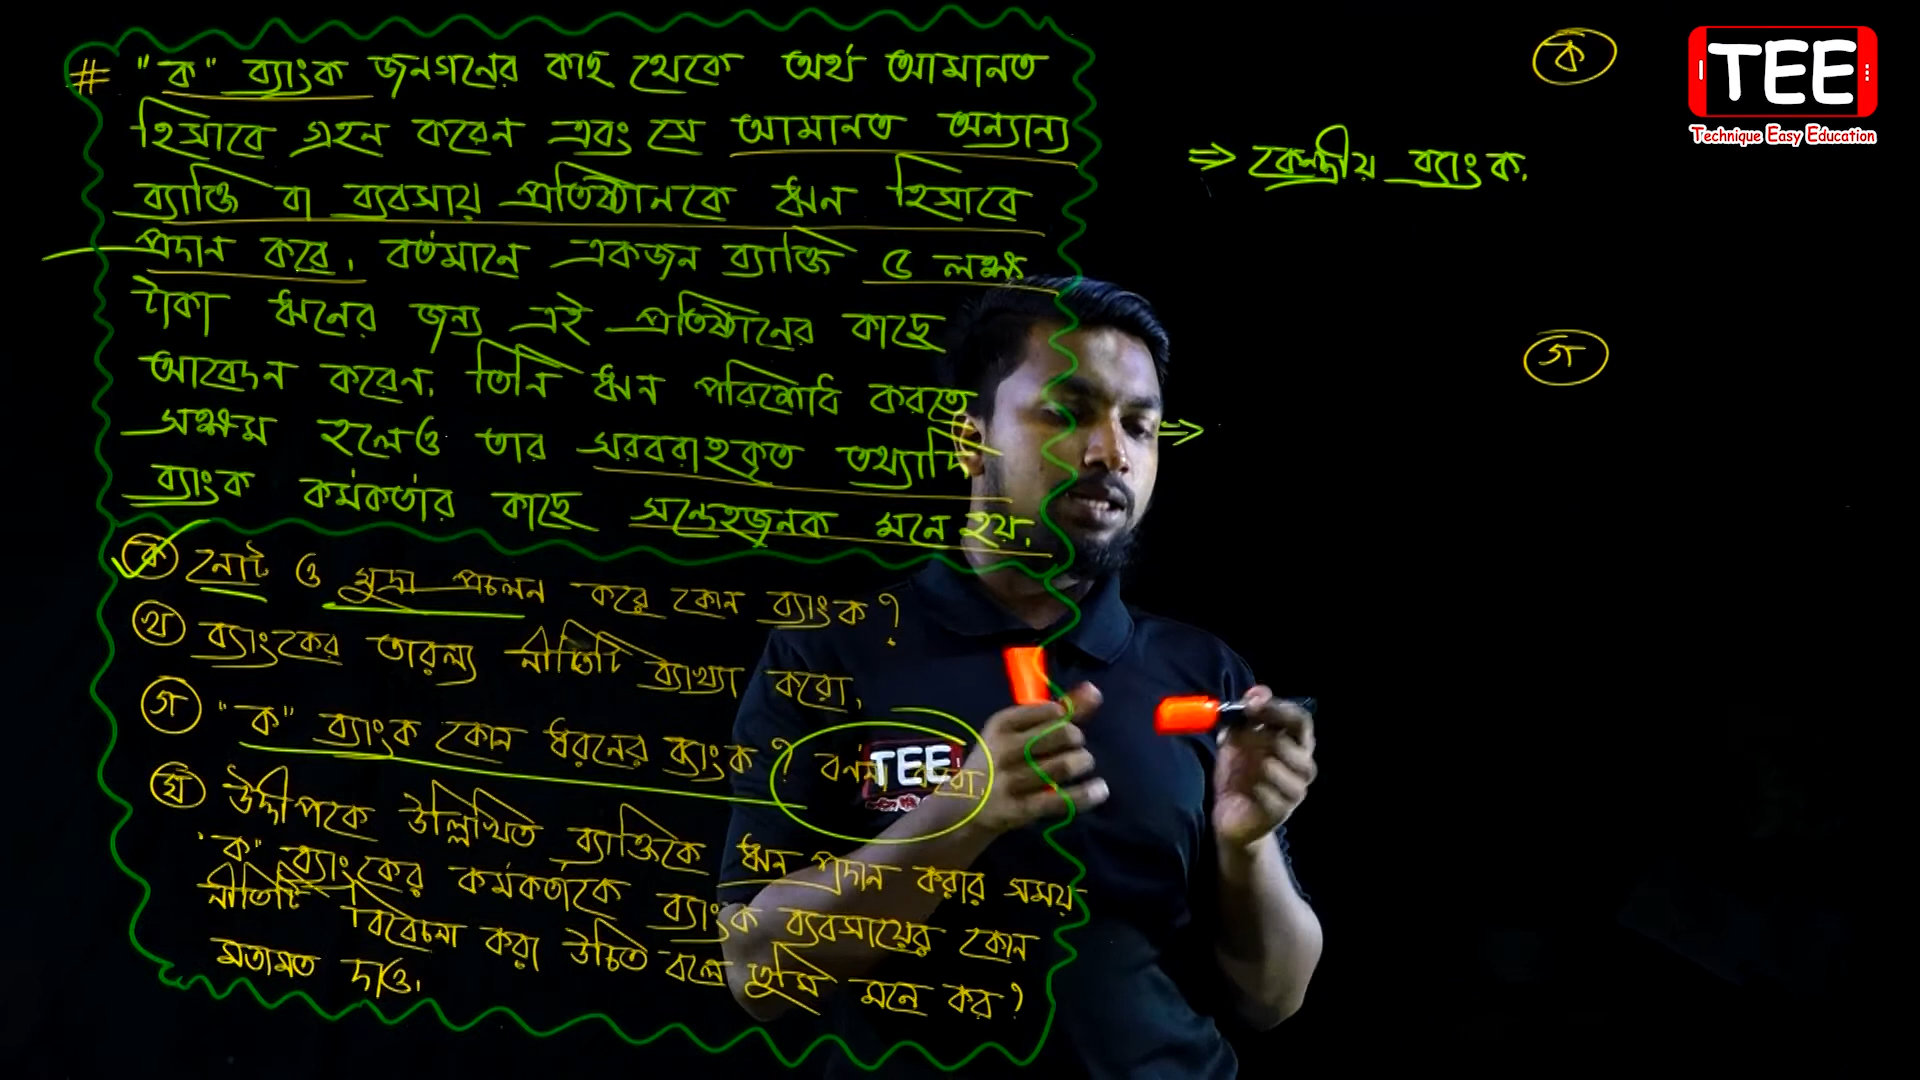 # "ক" ব্যাংক জনগনের কাছ থেকে অর্থ আমানত
হিসাবে গ্রহন করেন এবং সে আমানত অন্যান্য
ব্যাক্তি বা ব্যবসায় প্রতিষ্ঠানকে ঋন হিসাবে
প্রদান করে। বর্তমানে একজন ব্যাক্তি ৫ লক্ষ
টাকা ঋনের জন্য এই প্রতিষ্ঠানের কাছে
আবেদন করেন। তিনি ঋন পরিশোধ করতে
সক্ষম হলেও তার সরবরাহকৃত তথ্যাদি
ব্যাংক কর্মকর্তার কাছে সন্দেহজনক মনে হয়।
ক নোট ও মুদ্রা প্রচলন করে কোন ব্যাংক?
খ ব্যাংকের তারল্য নীতিটি ব্যাখ্যা করো।
গ "ক" ব্যাংক কোন ধরনের ব্যাংক?
ঘ উদ্দীপকে উল্লিখিত ব্যাক্তিকে ঋন প্রদান করার সময়
"ক" ব্যাংকের কর্মকর্তাকে ব্যাংক ব্যবসায়ের কোন
নীতিটি বিবেচনা করা উচিত বলে তুমি মনে কর?
মতামত দাও।
ক
⇒ কেন্দ্রীয় ব্যাংক।
গ
⇒
TEE
Technique Easy Education
TEE